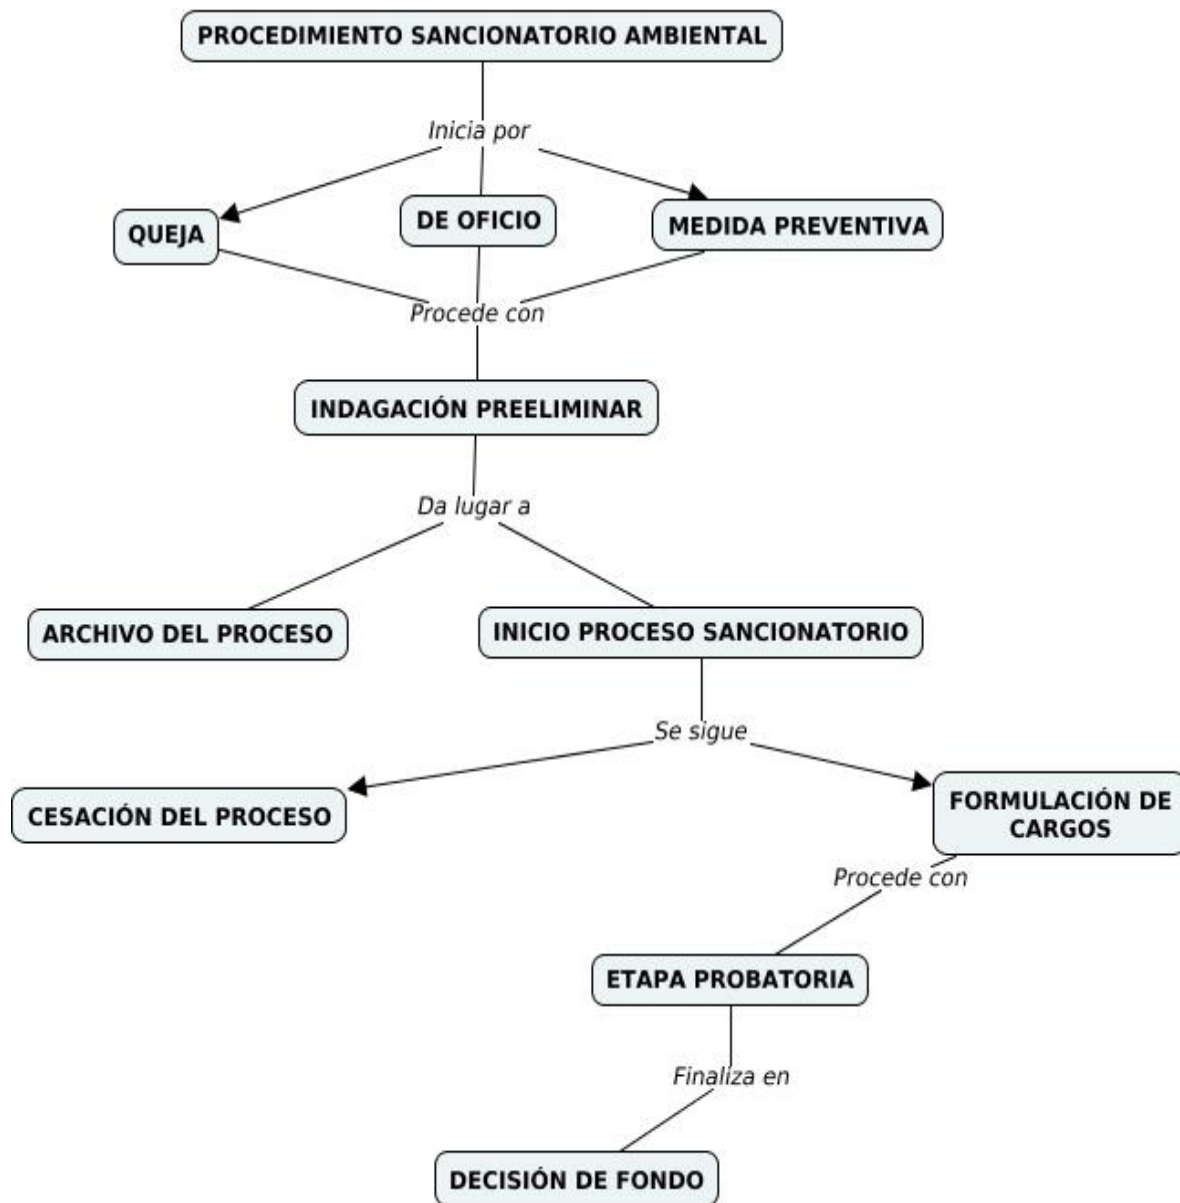 PROCEDIMIENTO SANCIONATORIO AMBIENTAL
Inicia por
QUEJA
DE OFICIO
MEDIDA PREVENTIVA
Procede con
INDAGACIÓN PREELIMINAR
Da lugar a
ARCHIVO DEL PROCESO
INICIO PROCESO SANCIONATORIO
Se sigue
CESACIÓN DEL PROCESO
FORMULACIÓN DE
CARGOS
Procede con
ETAPA PROBATORIA
Finaliza en
DECISIÓN DE FONDO